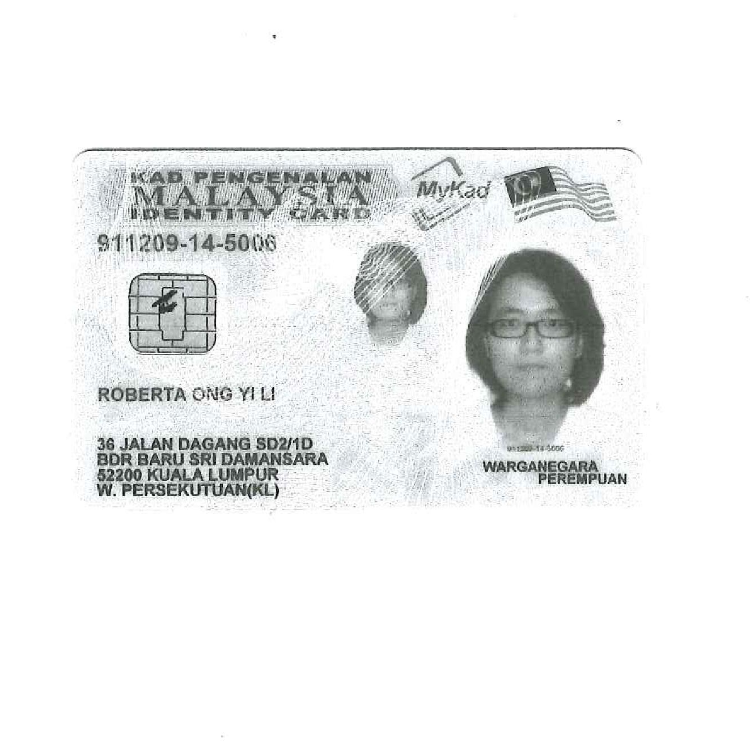 KAD PENGENALAN
MALAYSIA
IDENTITY CARD
MyKad
911209-14-5006
ROBERTA ONG YI LI
36 JALAN DAGANG SD2/1D
BDR BARU SRI DAMANSARA
52200 KUALA LUMPUR
W. PERSEKUTUAN(KL)
911209-14-5006
WARGANEGARA
PEREMPUAN